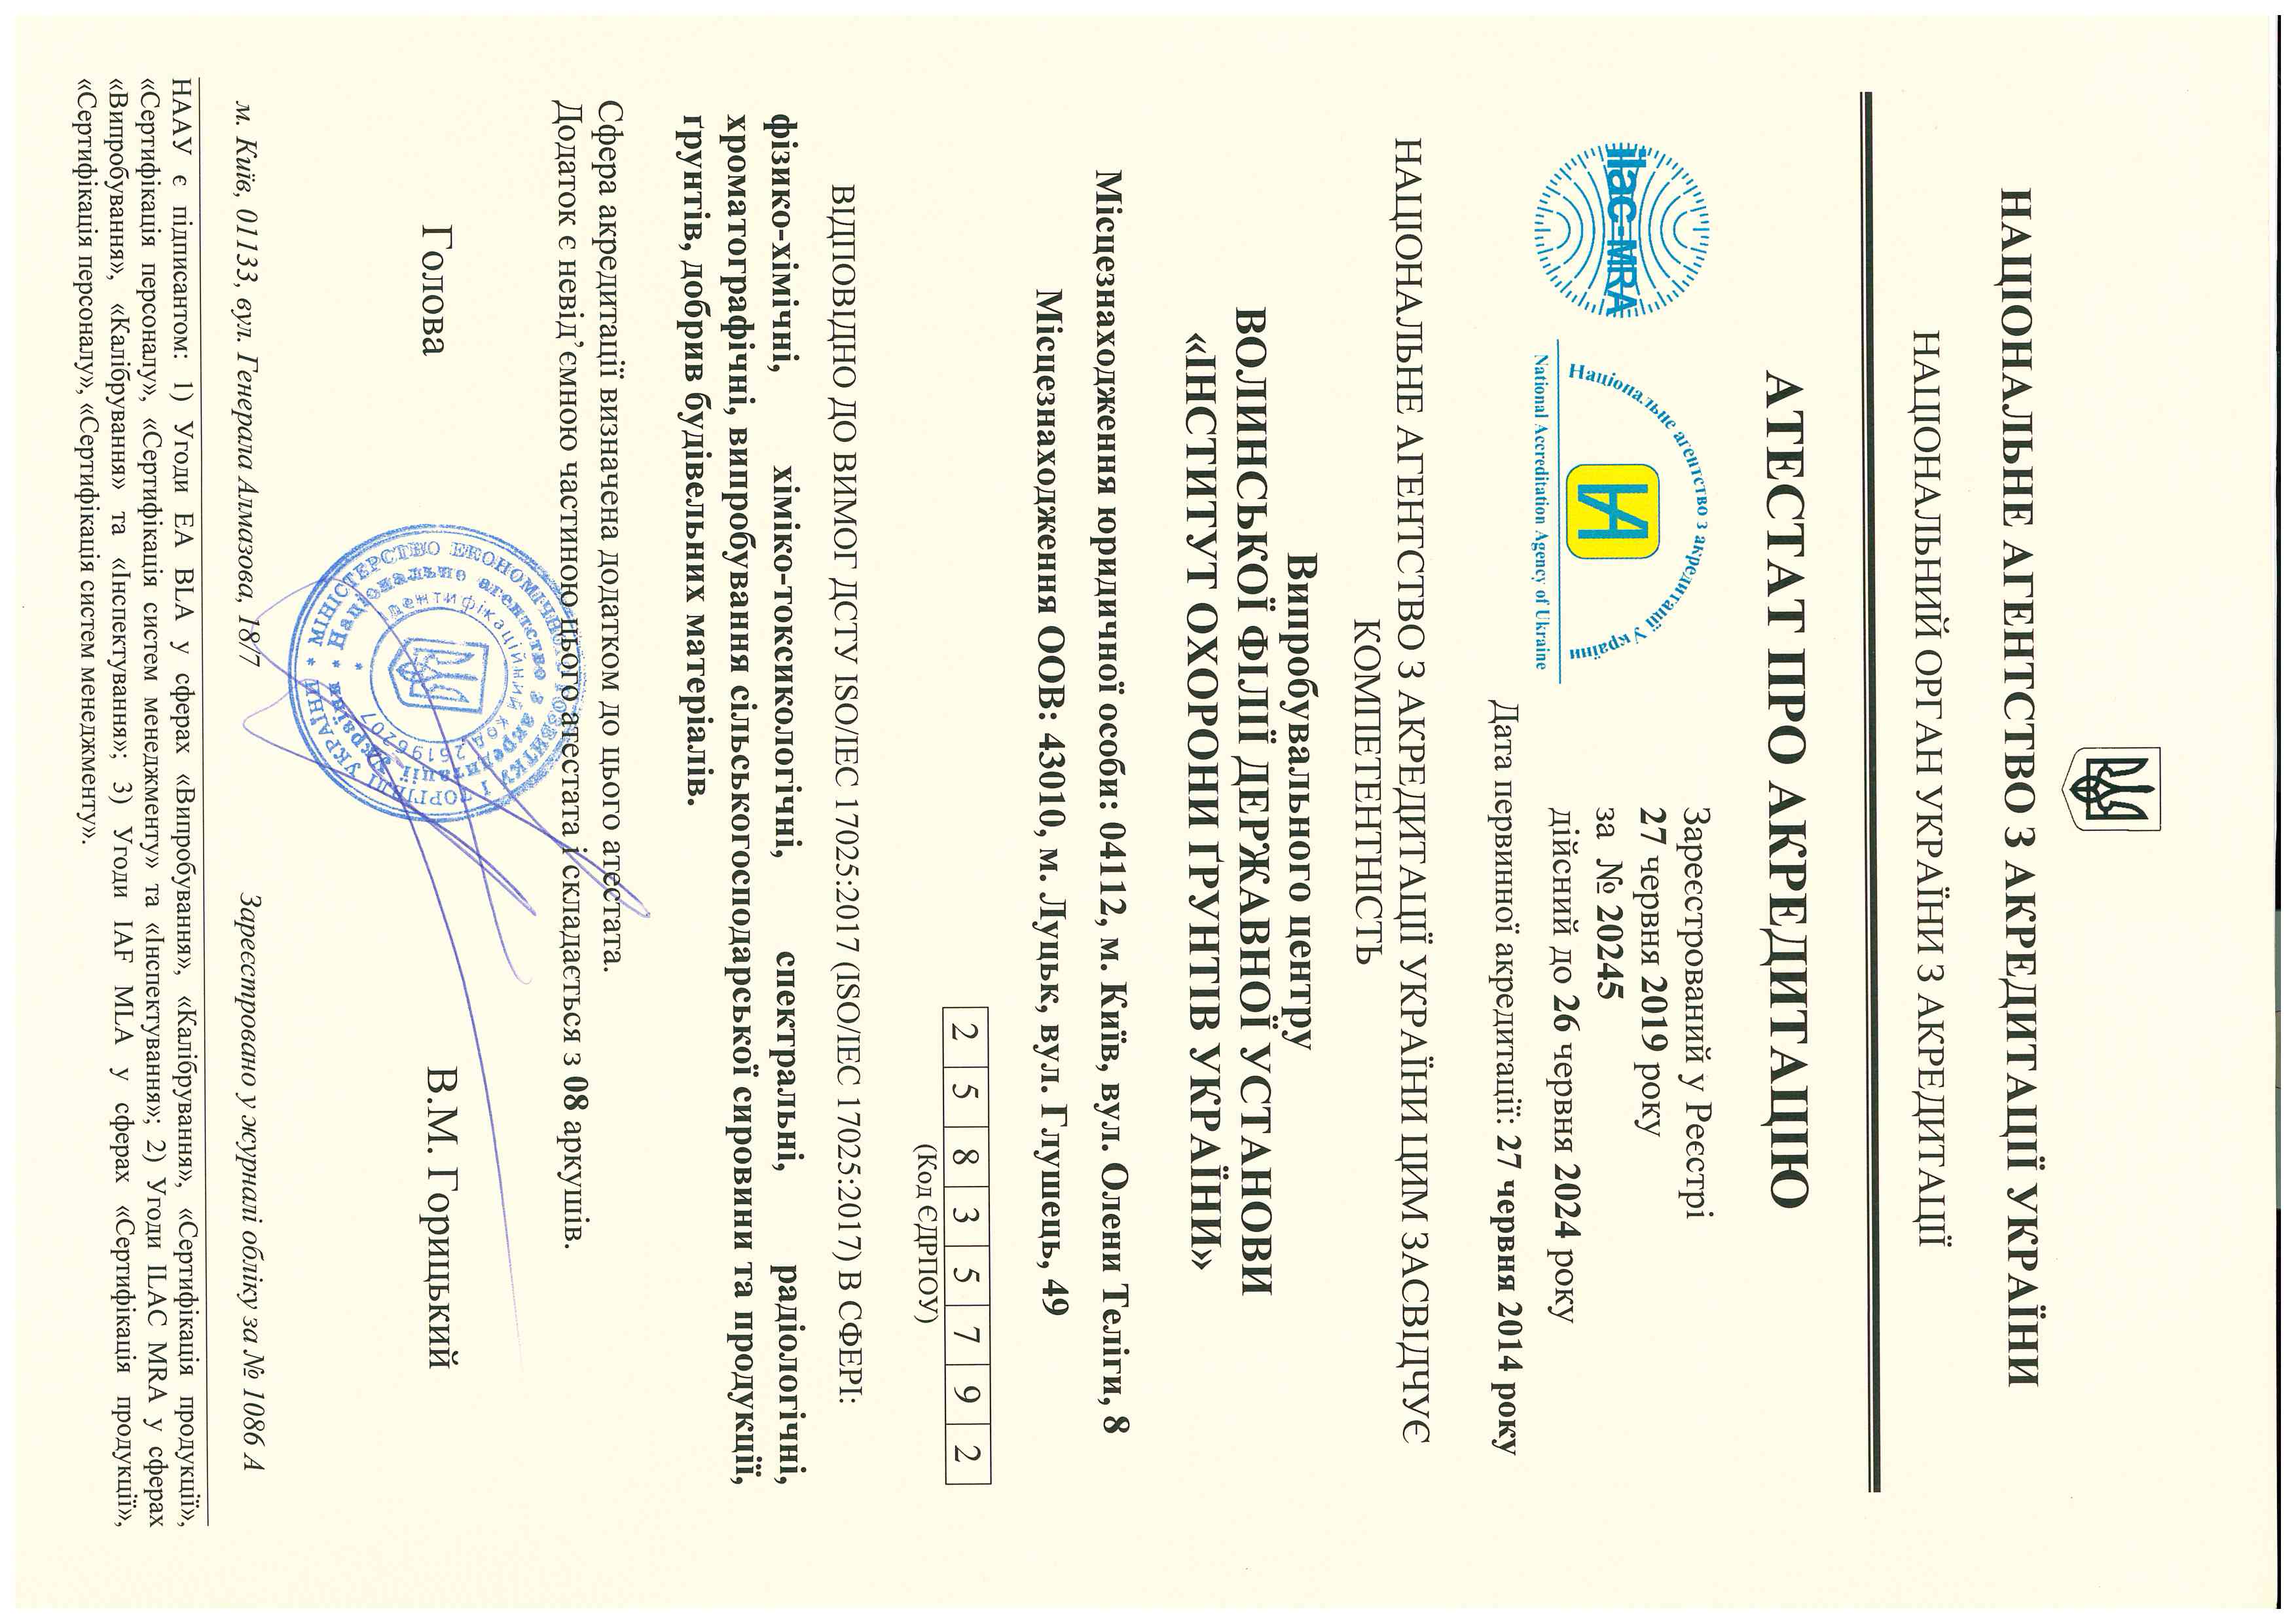 НАЦІОНАЛЬНЕ АГЕНТСТВО З АКРЕДИТАЦІЇ УКРАЇНИ
НАЦІОНАЛЬНИЙ ОРГАН УКРАЇНИ З АКРЕДИТАЦІЇ
АТЕСТАТ ПРО АКРЕДИТАЦІЮ
ilac-MRA
Національне агентство з акредитації України
НА
National Accreditation Agency of Ukraine
Зареєстрований у Реєстрі
27 червня 2019 року
за № 20245
дійсний до 26 червня 2024 року
Дата первинної акредитації: 27 червня 2014 року
НАЦІОНАЛЬНЕ АГЕНТСТВО З АКРЕДИТАЦІЇ УКРАЇНИ ЦИМ ЗАСВІДЧУЄ
КОМПЕТЕНТНІСТЬ
Випробувального центру
ВОЛИНСЬКОЇ ФІЛІЇ ДЕРЖАВНОЇ УСТАНОВИ
«ІНСТИТУТ ОХОРОНИ ҐРУНТІВ УКРАЇНИ»
Місцезнаходження юридичної особи: 04112, м. Київ, вул. Олени Теліги, 8
Місцезнаходження ООВ: 43010, м. Луцьк, вул. Глушець, 49
2 5 8 3 5 7 9 2
(Код ЄДРПОУ)
ВІДПОВІДНО ДО ВИМОГ ДСТУ ISO/IEC 17025:2017 (ISO/IEC 17025:2017) В СФЕРІ:
фізико-хімічні, хіміко-токсикологічні, спектральні, радіологічні,
хроматографічні, випробування сільськогосподарської сировини та продукції,
ґрунтів, добрив будівельних матеріалів.
Сфера акредитації визначена додатком до цього атестата.
Додаток є невід’ємною частиною цього атестата і складається з 08 аркушів.
Голова
МІНІСТЕРСТВО ЕКОНОМІЧНОГО РОЗВИТКУ І ТОРГІВЛІ УКРАЇНИ *
Національне агентство з акредитації України *
Ідентифікаційний код 26196207 *
В.М. Горицький
м. Київ, 01133, вул. Генерала Алмазова, 18/7
Зареєстровано у журналі обліку за № 1086 А
НААУ є підписантом: 1) Угоди EA BLA у сферах «Випробування», «Калібрування», «Сертифікація продукції»,
«Сертифікація персоналу», «Сертифікація систем менеджменту» та «Інспектування»; 2) Угоди ILAC MRA у сферах
«Випробування», «Калібрування» та «Інспектування»; 3) Угоди IAF MLA у сферах «Сертифікація продукції»,
«Сертифікація персоналу», «Сертифікація систем менеджменту».